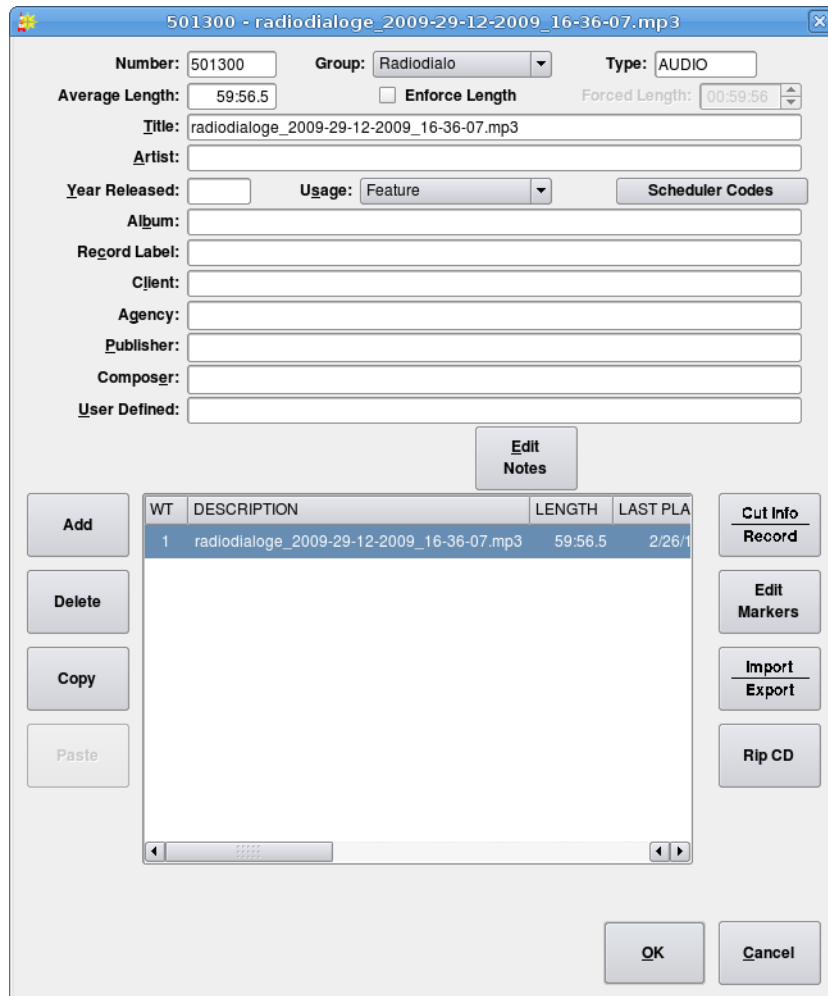 501300 - radiodialoge_2009-29-12-2009_16-36-07.mp3
Number: 501300 Group: Radiodialo Type: AUDIO
Average Length: 59:56.5 Enforce Length Forced Length: 00:59:56
Title: radiodialoge_2009-29-12-2009_16-36-07.mp3
Artist:
Year Released: Usage: Feature Scheduler Codes
Album:
Record Label:
Client:
Agency:
Publisher:
Composer:
User Defined:
Edit
Notes
WT DESCRIPTION LENGTH LAST PLA
1 radiodialoge_2009-29-12-2009_16-36-07.mp3 59:56.5 2/26/1
Add
Delete
Copy
Paste
Cut Info
Record
Edit
Markers
Import
Export
Rip CD
OK Cancel